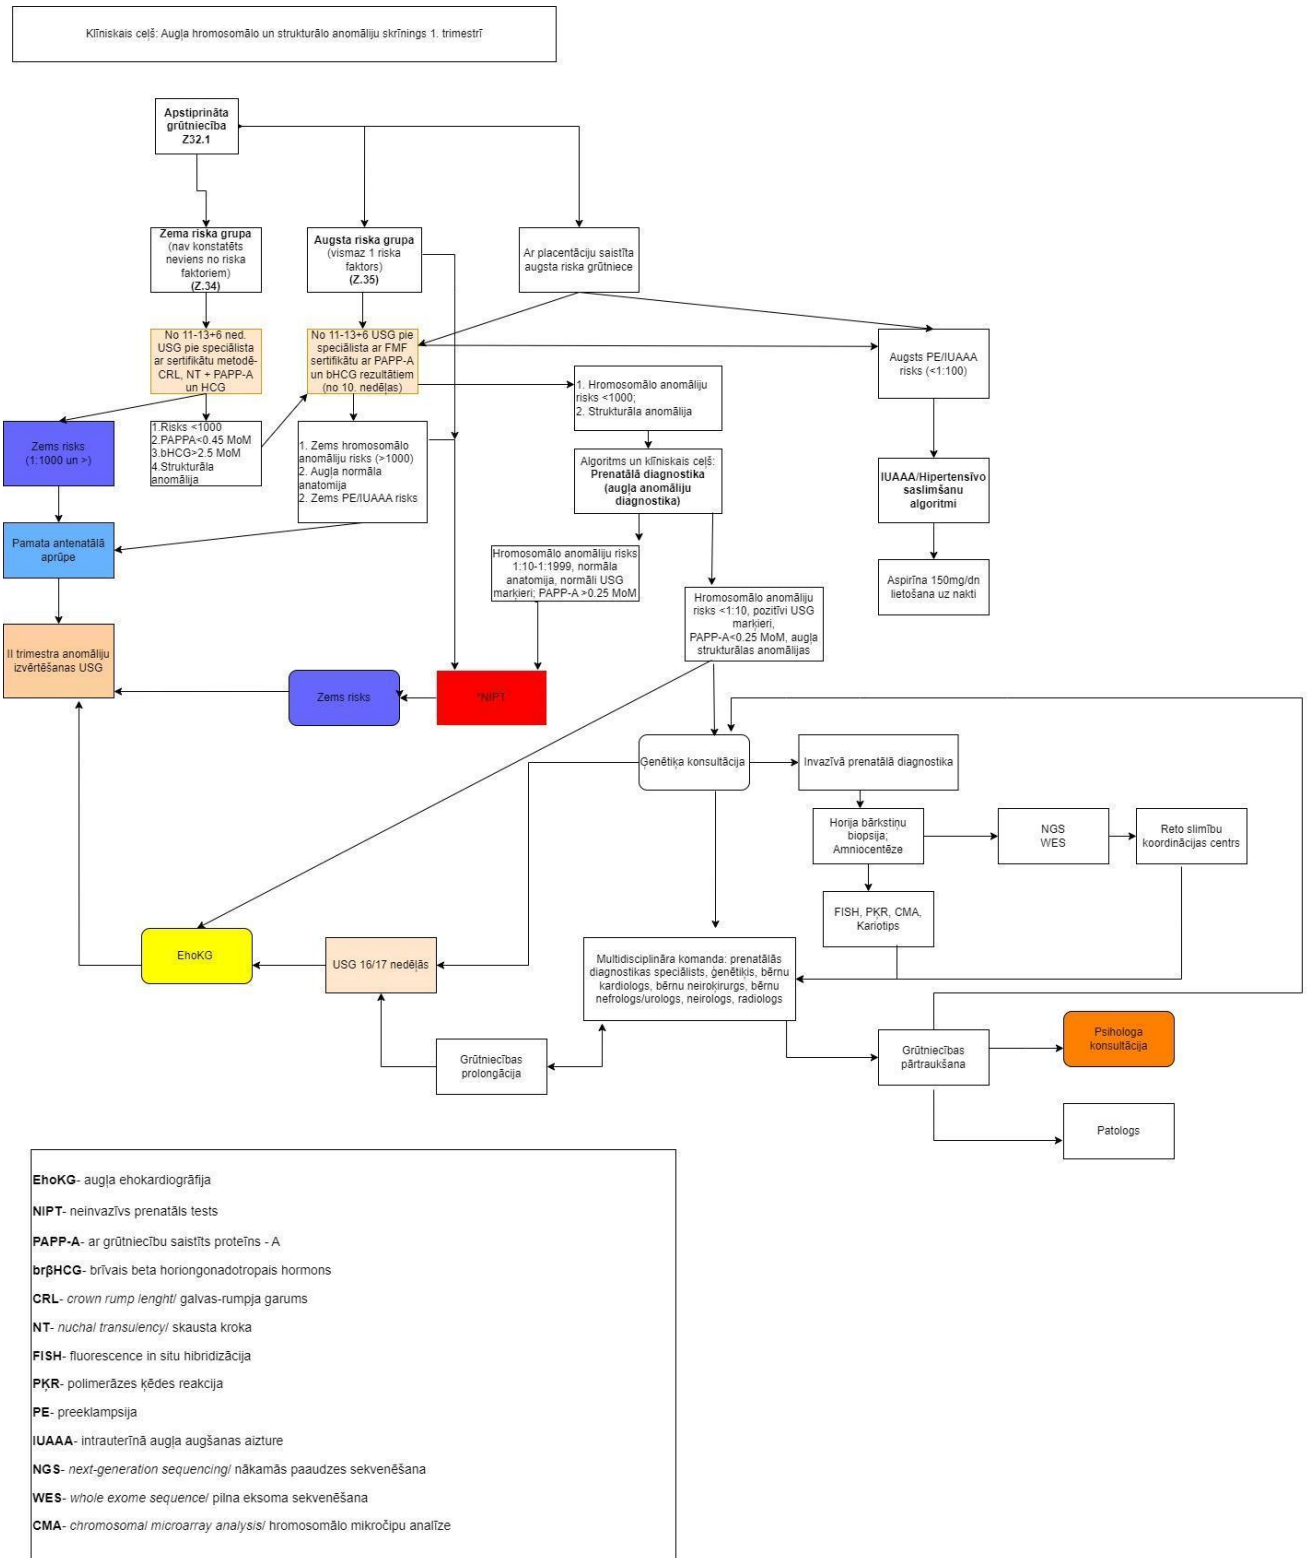 Klīniskais ceļš: Augļa hromosomālo un strukturālo anomāliju skrīnings 1. trimestrī
Apstiprināta
grūtniecība
Z32.1
Zema riska grupa
(nav konstatēts
neviens no riska
faktoriem)
(Z.34)
Augsta riska grupa
(vismaz 1 riska
faktors)
(Z.35)
Ar placentāciju saistīta
augsta riska grūtniece
No 11-13+6 ned.
USG pie speciālista
ar sertifikātu metodē-
CRL, NT + PAPP-A
un HCG
No 11-13+6 USG pie
speciālista ar FMF
sertifikātu ar PAPP-A
un bHCG rezultātiem
(no 10. nedēļas)
Augsts PE/IUAAA
risks (<1:100)
1. Hromosomālo anomāliju
risks <1000;
2. Strukturāla anomālija
Zems risks
(1:1000 un >)
1.Risks <1000
2.PAPPA<0.45 MoM
3.bHCG>2.5 MoM
4.Strukturāla
anomālija
1. Zems hromosomālo
anomāliju risks (>1000)
2. Augļa normāla
anatomija
2. Zems PE/IUAAA risks
Algoritms un klīniskais ceļš:
Prenatālā diagnostika
(augļa anomāliju
diagnostika)
IUAAA/Hipertensīvo
saslimšanu
algoritmi
Pamata antenatālā
aprūpe
Hromosomālo anomāliju risks
1:10-1:1999, normāla
anatomija, normāli USG
marķieri; PAPP-A >0.25 MoM
Aspirīna 150mg/dn
lietošana uz nakti
Hromosomālo anomāliju
risks <1:10, pozitīvi USG
marķieri,
PAPP-A<0.25 MoM, augļa
strukturālas anomālijas
II trimestra anomāliju
izvērtēšanas USG
Zems risks
*NIPT
Ģenētiķa konsultācija
Invazīvā prenatālā diagnostika
Horija bārkstiņu
biopsija;
Amniocentēze
NGS
WES
Reto slimību
koordinācijas centrs
FISH, PĶR, CMA,
Kariotips
EhoKG
USG 16/17 nedēļās
Multidisciplināra komanda: prenatālās
diagnostikas speciālists, ģenētiķis, bērnu
kardiologs, bērnu neiroķirurgs, bērnu
nefrologs/urologs, neirologs, radiologs
Grūtniecības
prolongācija
Grūtniecības
pārtraukšana
Psihologa
konsultācija
Patologs
EhoKG- augļa ehokardiogrāfija
NIPT- neinvazīvs prenatāls tests
PAPP-A- ar grūtniecību saistīts proteīns - A
brβHCG- brīvais beta horiongonadotropais hormons
CRL- crown rump lenght/ galvas-rumpja garums
NT- nuchal transulency/ skausta kroka
FISH- fluorescence in situ hibridizācija
PĶR- polimerāzes ķēdes reakcija
PE- preeklampsija
IUAAA- intrauterīnā augļa augšanas aizture
NGS- next-generation sequencing/ nākamās paaudzes sekvenēšana
WES- whole exome sequence/ pilna eksoma sekvenēšana
CMA- chromosomal microarray analysis/ hromosomālo mikročipu analīze